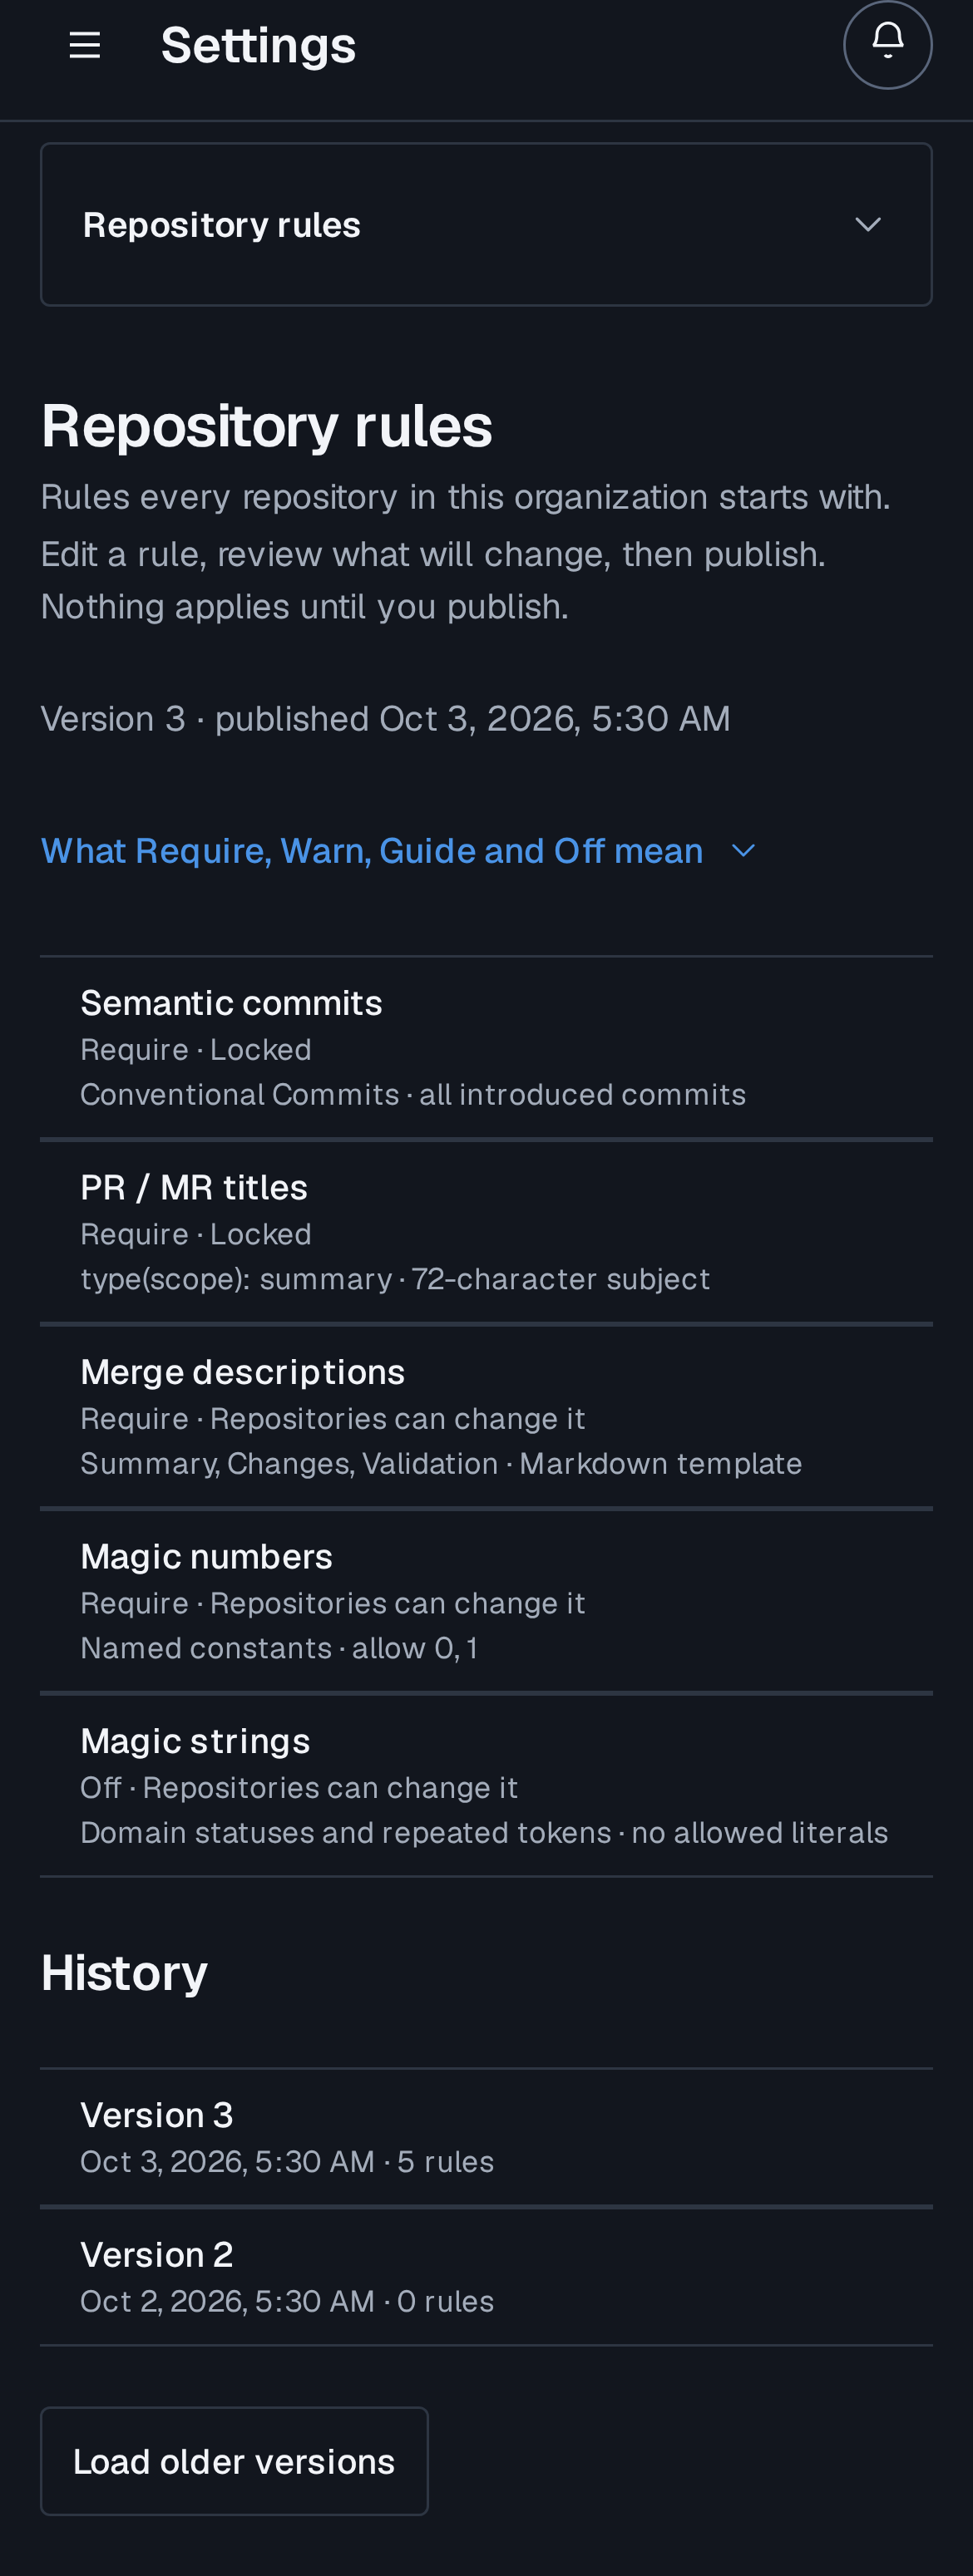 Settings
Repository rules
Repository rules
Rules every repository in this organization starts with.
Edit a rule, review what will change, then publish.
Nothing applies until you publish.
Version 3 · published Oct 3, 2026, 5:30 AM
What Require, Warn, Guide and Off mean
Semantic commits
Require · Locked
Conventional Commits · all introduced commits
PR / MR titles
Require · Locked
type(scope): summary · 72-character subject
Merge descriptions
Require · Repositories can change it
Summary, Changes, Validation · Markdown template
Magic numbers
Require · Repositories can change it
Named constants · allow 0, 1
Magic strings
Off · Repositories can change it
Domain statuses and repeated tokens · no allowed literals
History
Version 3
Oct 3, 2026, 5:30 AM · 5 rules
Version 2
Oct 2, 2026, 5:30 AM · 0 rules
Load older versions